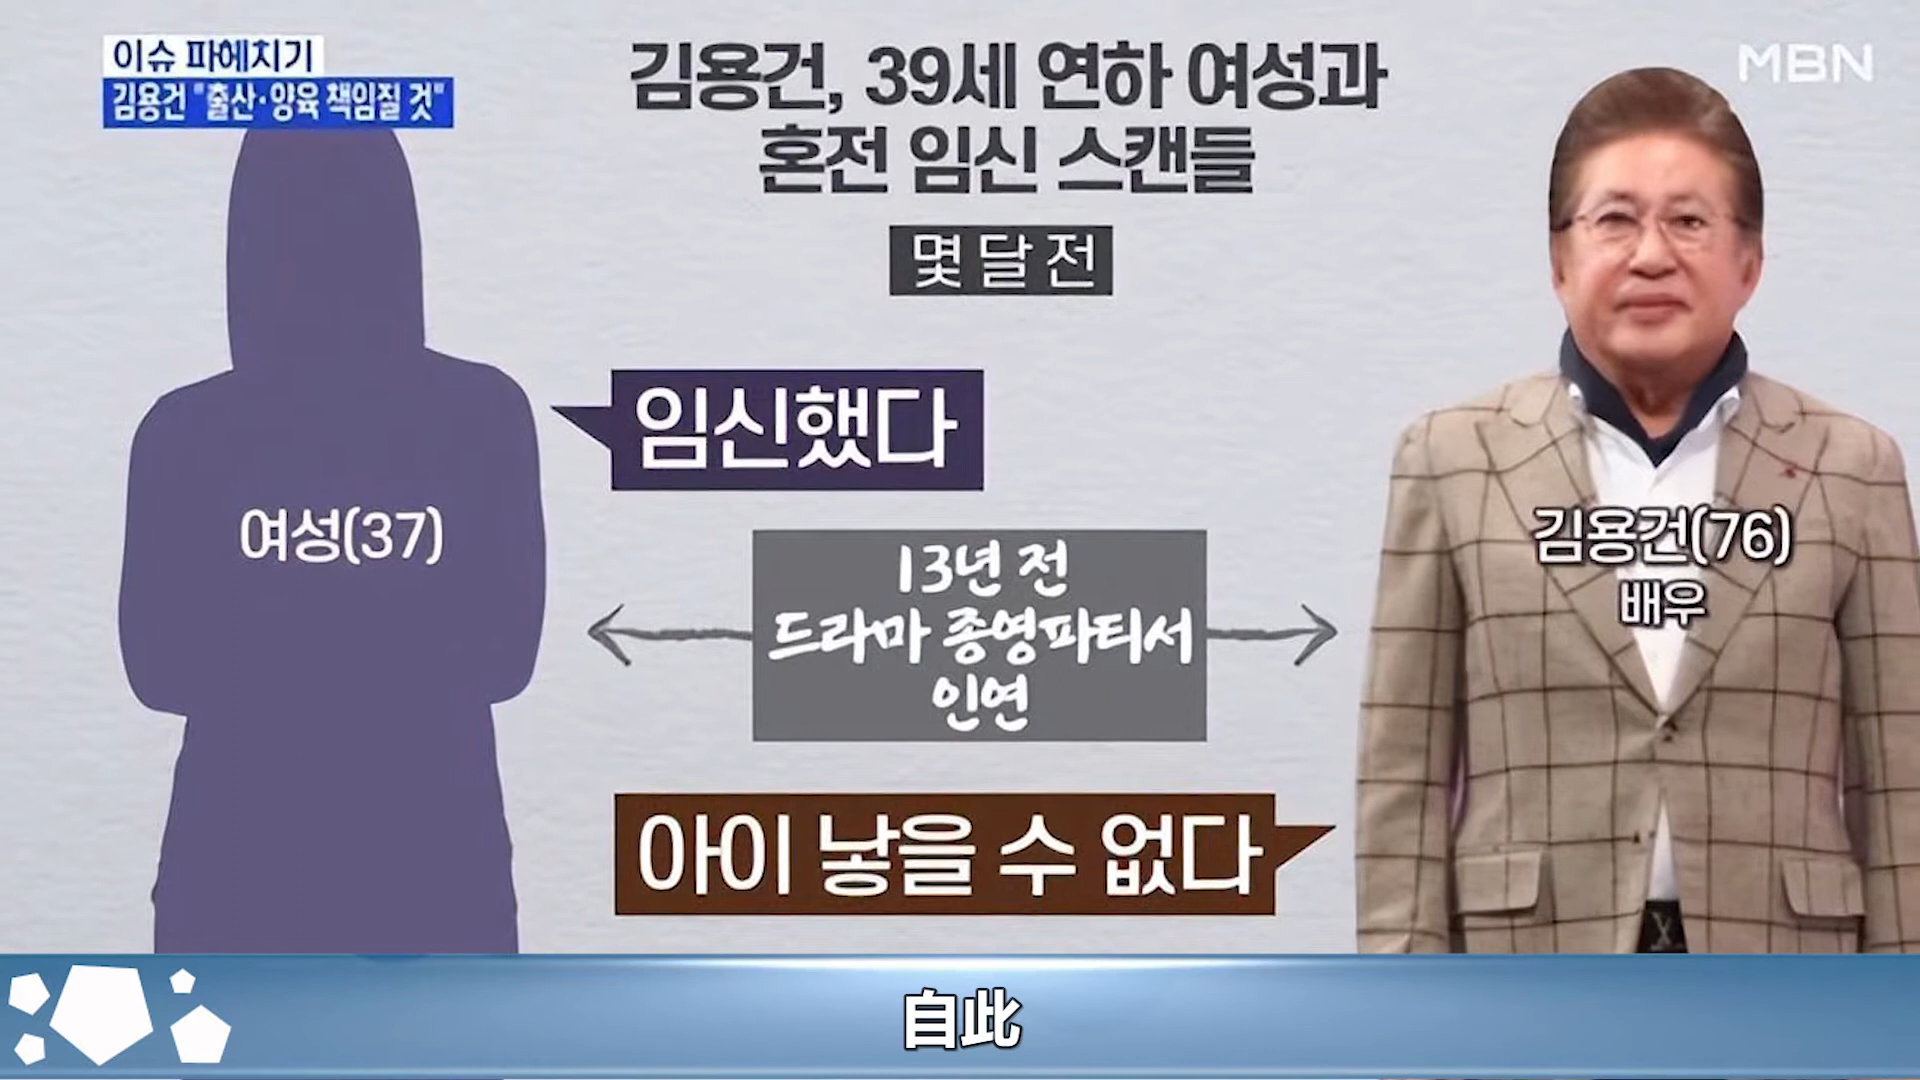 이슈 파헤치기
김용건 "출산·양육 책임질 것"
MBN
김용건, 39세 연하 여성과
혼전 임신 스캔들
몇 달 전
임신했다
여성(37)
김용건(76)
배우
13년 전
드라마 종영파티서
인연
아이 낳을 수 없다
自此